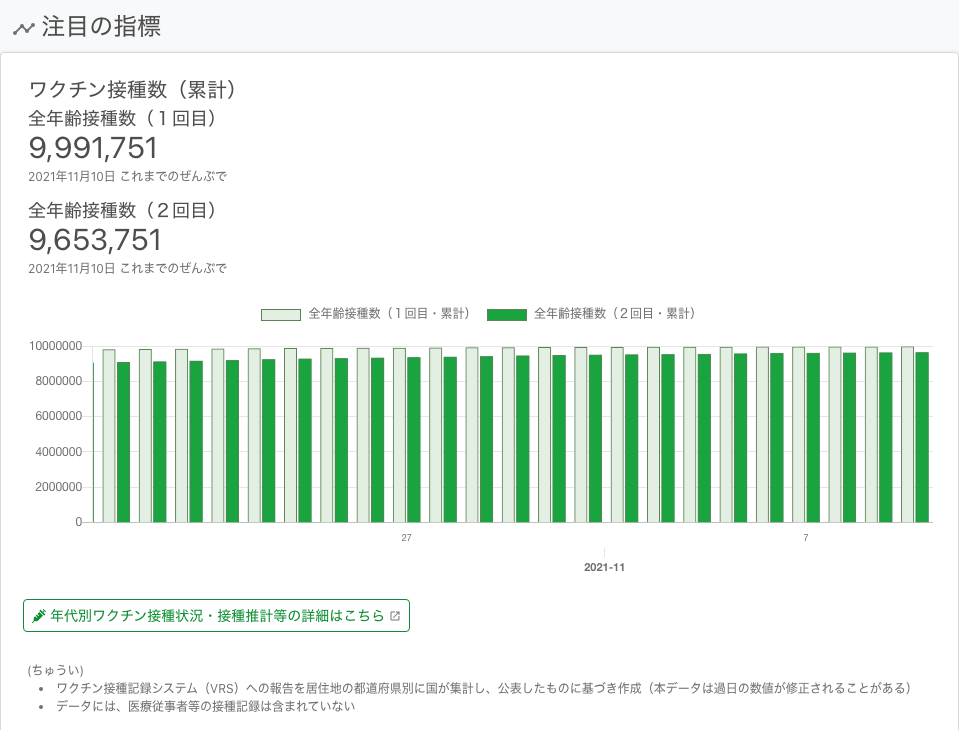 注目の指標
ワクチン接種数（累計）
全年齢接種数（１回目）
9,991,751
2021年11月10日 これまでのぜんぶで
全年齢接種数（２回目）
9,653,751
2021年11月10日 これまでのぜんぶで
全年齢接種数（１回目・累計） 全年齢接種数（２回目・累計）
10000000
8000000
6000000
4000000
2000000
0
27 7
2021-11
年代別ワクチン接種状況・接種推計等の詳細はこちら
(ちゅうい)
• ワクチン接種記録システム（VRS）への報告を居住地の都道府県別に国が集計し、公表したものに基づき作成（本データは過日の数値が修正されることがある）
• データには、医療従事者等の接種記録は含まれていない